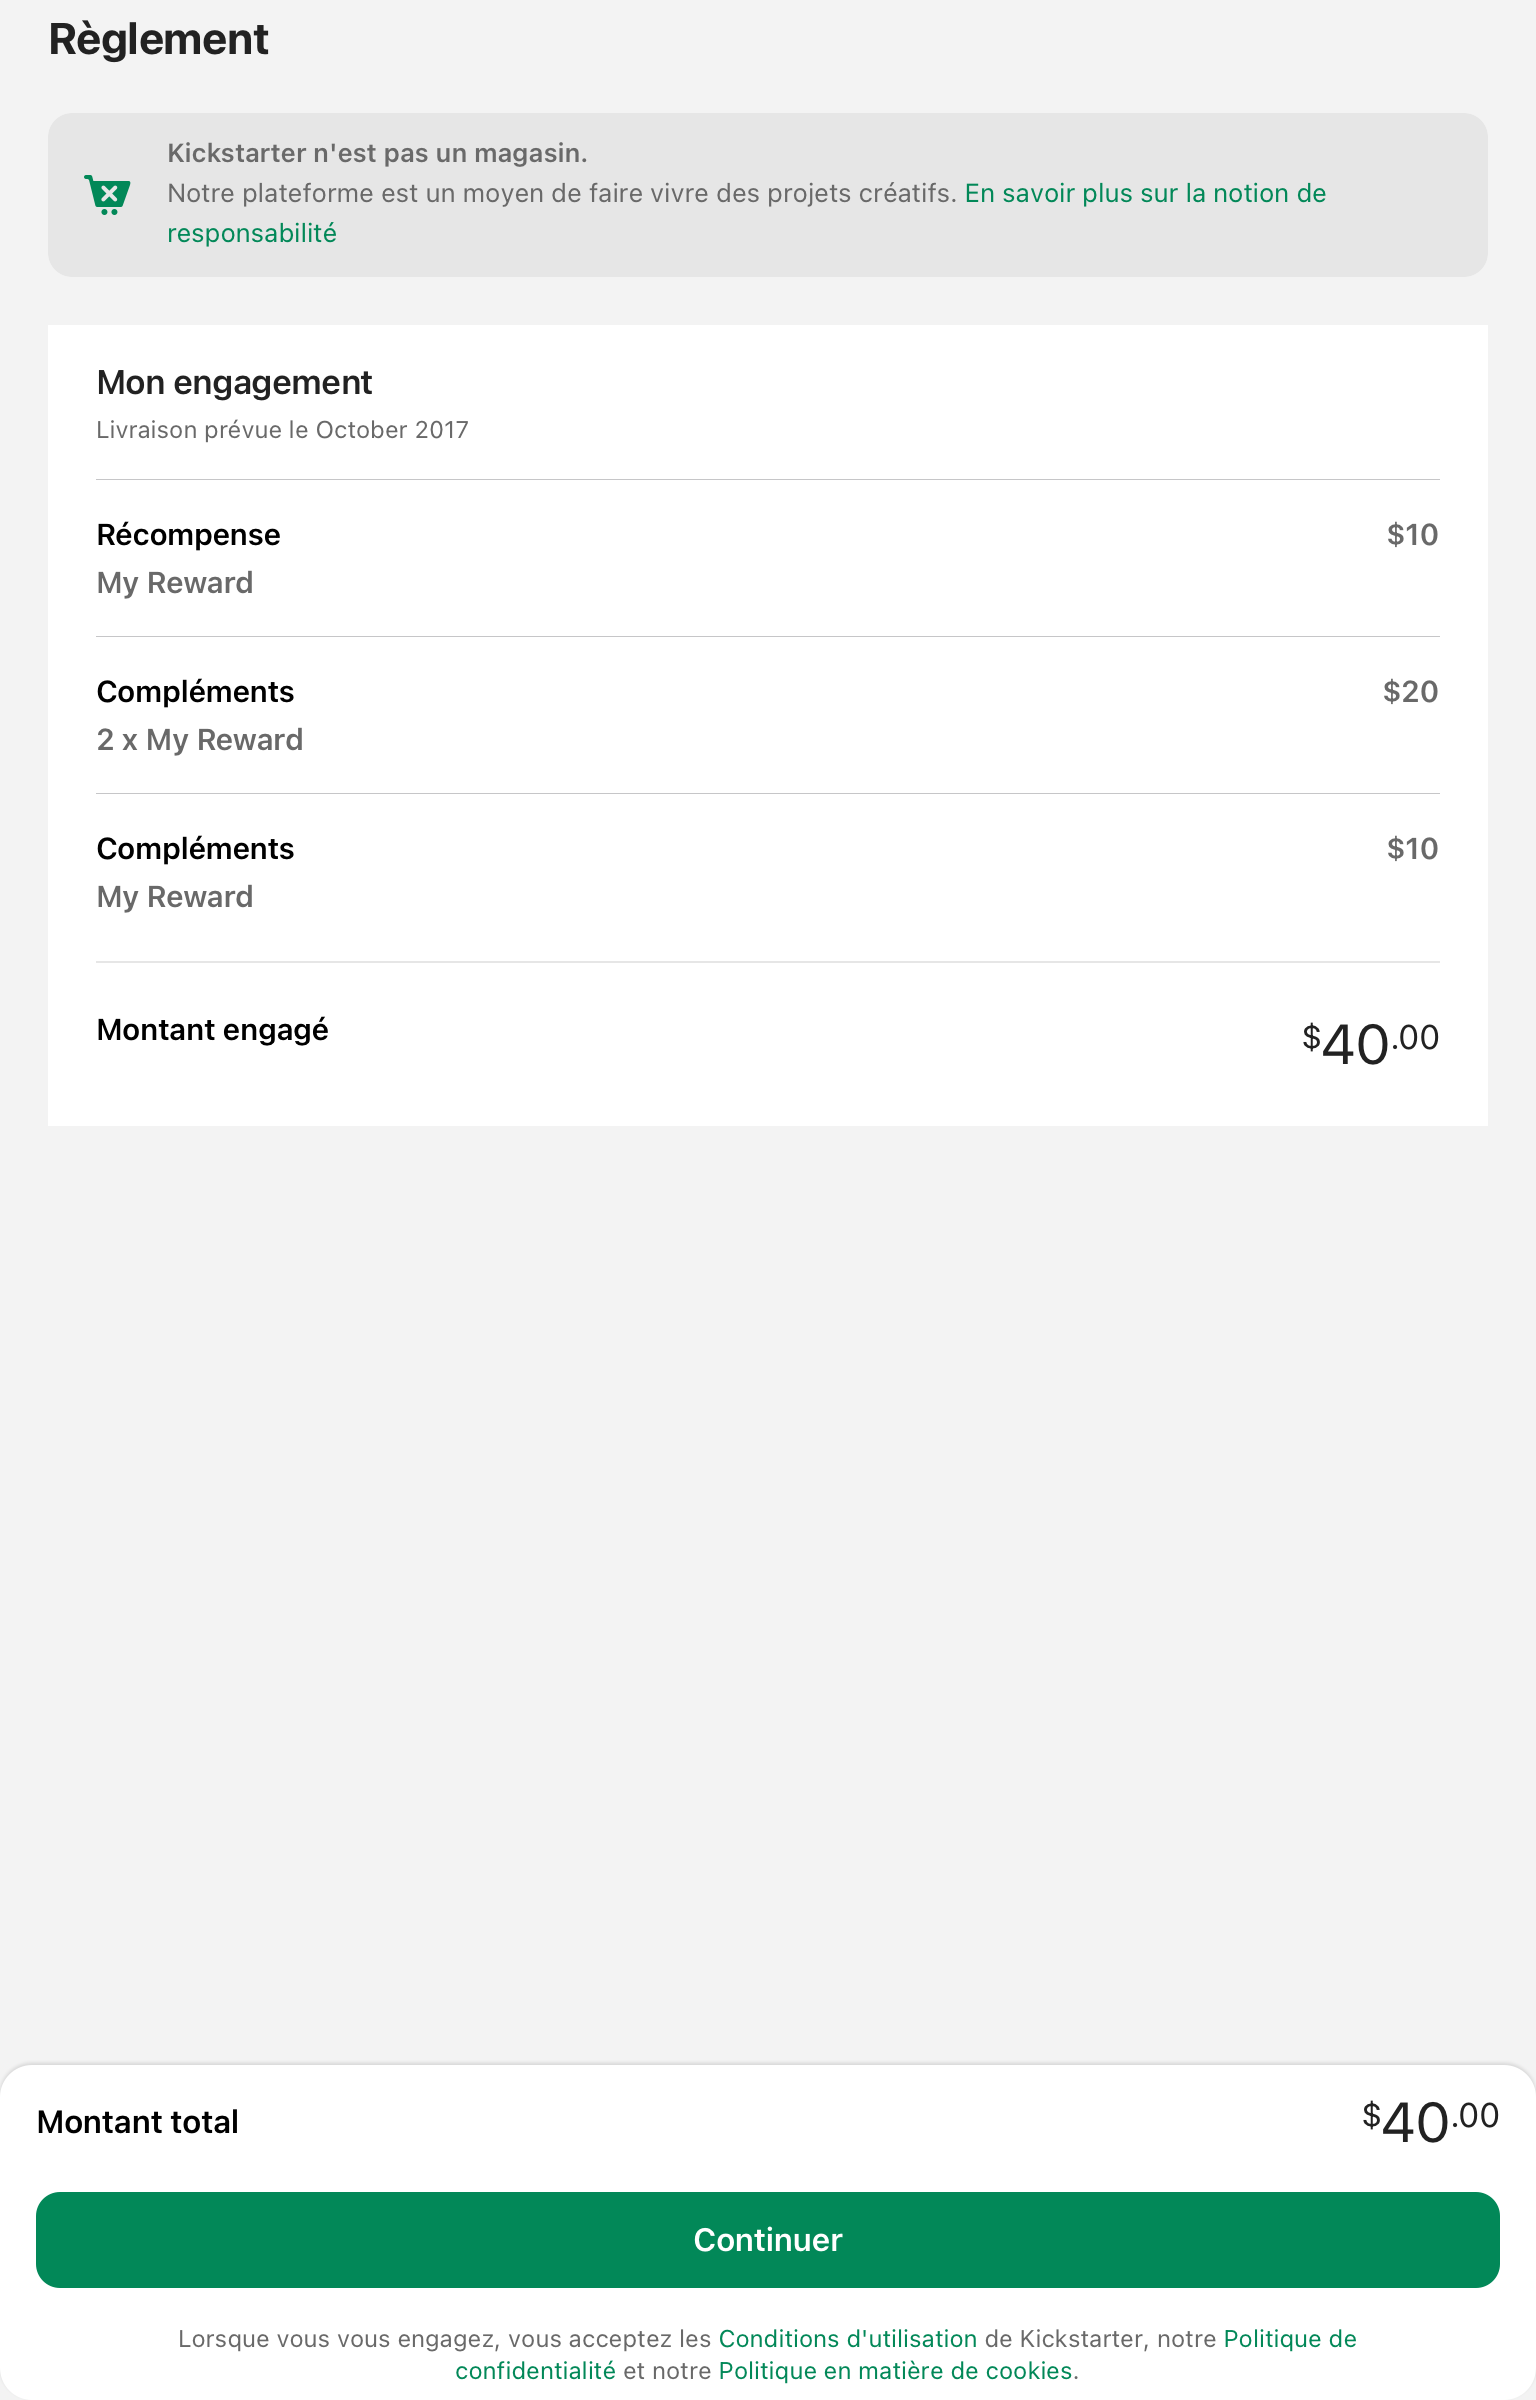 Règlement
Kickstarter n'est pas un magasin.
Notre plateforme est un moyen de faire vivre des projets créatifs. En savoir plus sur la notion de
responsabilité
Mon engagement
Livraison prévue le October 2017
Récompense $10
My Reward
Compléments $20
2 x My Reward
Compléments $10
My Reward
Montant engagé $40.00
Montant total $40.00
Continuer
Lorsque vous vous engagez, vous acceptez les Conditions d'utilisation de Kickstarter, notre Politique de
confidentialité et notre Politique en matière de cookies.